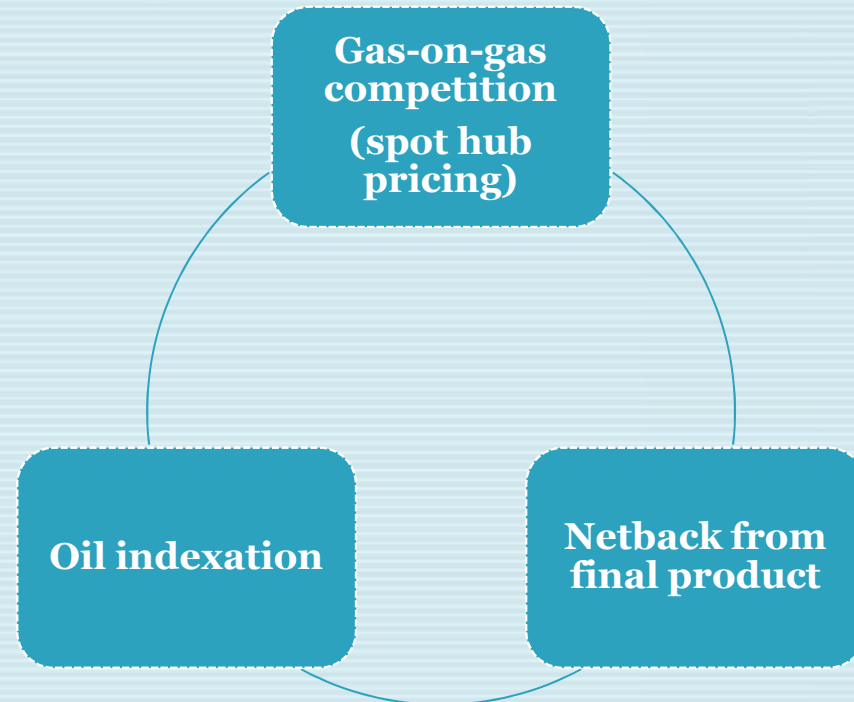 Gas-on-gas
competition
(spot hub
pricing)
Oil indexation
Netback from
final product